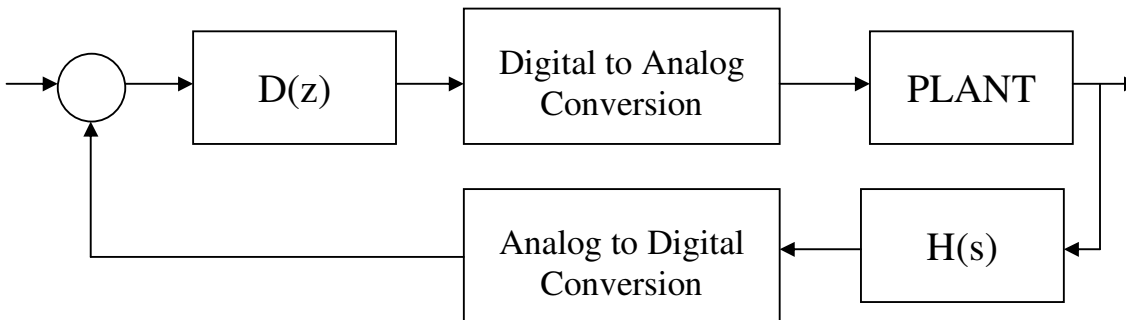 D(z)
Digital to Analog
Conversion
PLANT
Analog to Digital
Conversion
H(s)